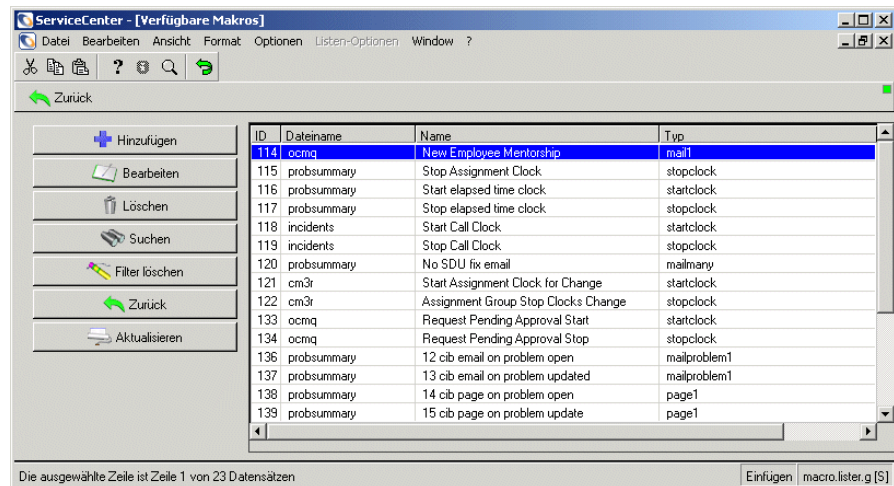 ServiceCenter - [Verfügbare Makros]
Datei Bearbeiten Ansicht Format Optionen Listen-Optionen Window ?
Zurück
Hinzufügen
Bearbeiten
Löschen
Suchen
Filter löschen
Zurück
Aktualisieren
ID Dateiname Name Typ
114 ocmq New Employee Mentorship mail1
115 probsummary Stop Assignment Clock stopclock
116 probsummary Start elapsed time clock startclock
117 probsummary Stop elapsed time clock stopclock
118 incidents Start Call Clock startclock
119 incidents Stop Call Clock stopclock
120 probsummary No SDU fix email mailmany
121 cm3r Start Assignment Clock for Change startclock
122 cm3r Assignment Group Stop Clocks Change stopclock
133 ocmq Request Pending Approval Start startclock
134 ocmq Request Pending Approval Stop stopclock
136 probsummary 12 cib email on problem open mailproblem1
137 probsummary 13 cib email on problem updated mailproblem1
138 probsummary 14 cib page on problem open page1
139 probsummary 15 cib page on problem update page1
Die ausgewählte Zeile ist Zeile 1 von 23 Datensätzen Einfügen macro.lister.g [S]